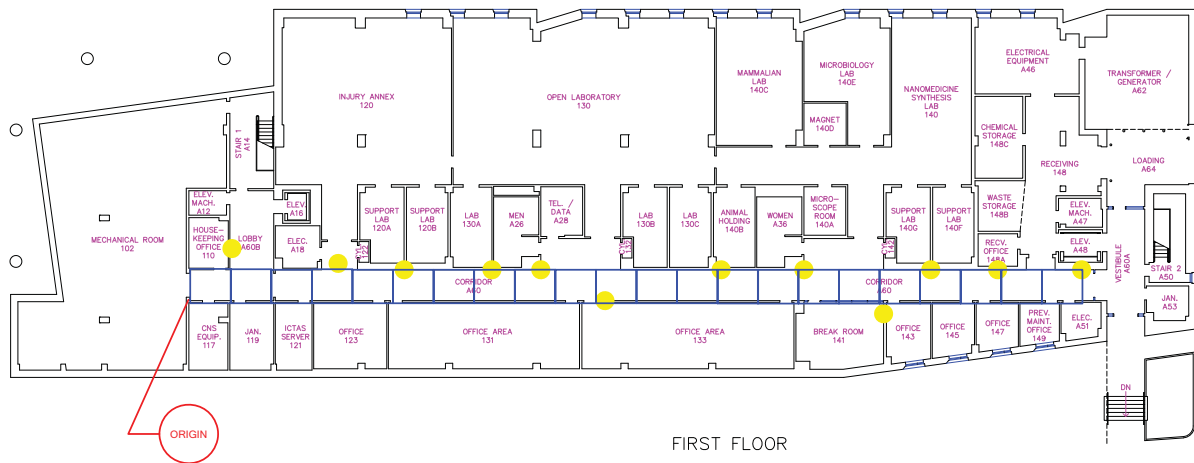 INJURY ANNEX
120
OPEN LABORATORY
130
MAMMALIAN
LAB
140C
MICROBIOLOGY
LAB
140E
MAGNET
140D
NANOMEDICINE
SYNTHESIS
LAB
140
ELECTRICAL
EQUIPMENT
A46
TRANSFORMER /
GENERATOR
A62
CHEMICAL
STORAGE
148C
RECEIVING
148
LOADING
A64
STAIR 1
A14
MECHANICAL ROOM
102
ELEV.
MACH.
A12
HOUSE-
KEEPING
OFFICE
110
LOBBY
A60B
ELEV.
A16
ELEC.
A18
CYL.
122
SUPPORT
LAB
120A
SUPPORT
LAB
120B
LAB
130A
MEN
A26
TEL. /
DATA
A28
CYL.
132
LAB
130B
LAB
130C
ANIMAL
HOLDING
140B
WOMEN
A36
MICRO-
SCOPE
ROOM
140A
CYL.
142
SUPPORT
LAB
140G
SUPPORT
LAB
140F
WASTE
STORAGE
148B
RECV.
OFFICE
148A
ELEV.
MACH.
A47
ELEV.
A48
VESTIBULE
A60A
STAIR 2
A50
JAN.
A53
CORRIDOR
A60
CORRIDOR
A60
CNS
EQUIP.
117
JAN.
119
ICTAS
SERVER
121
OFFICE
123
OFFICE AREA
131
OFFICE AREA
133
BREAK ROOM
141
OFFICE
143
OFFICE
145
OFFICE
147
PREV.
MAINT.
OFFICE
149
ELEC.
A51
DN
ORIGIN
FIRST FLOOR